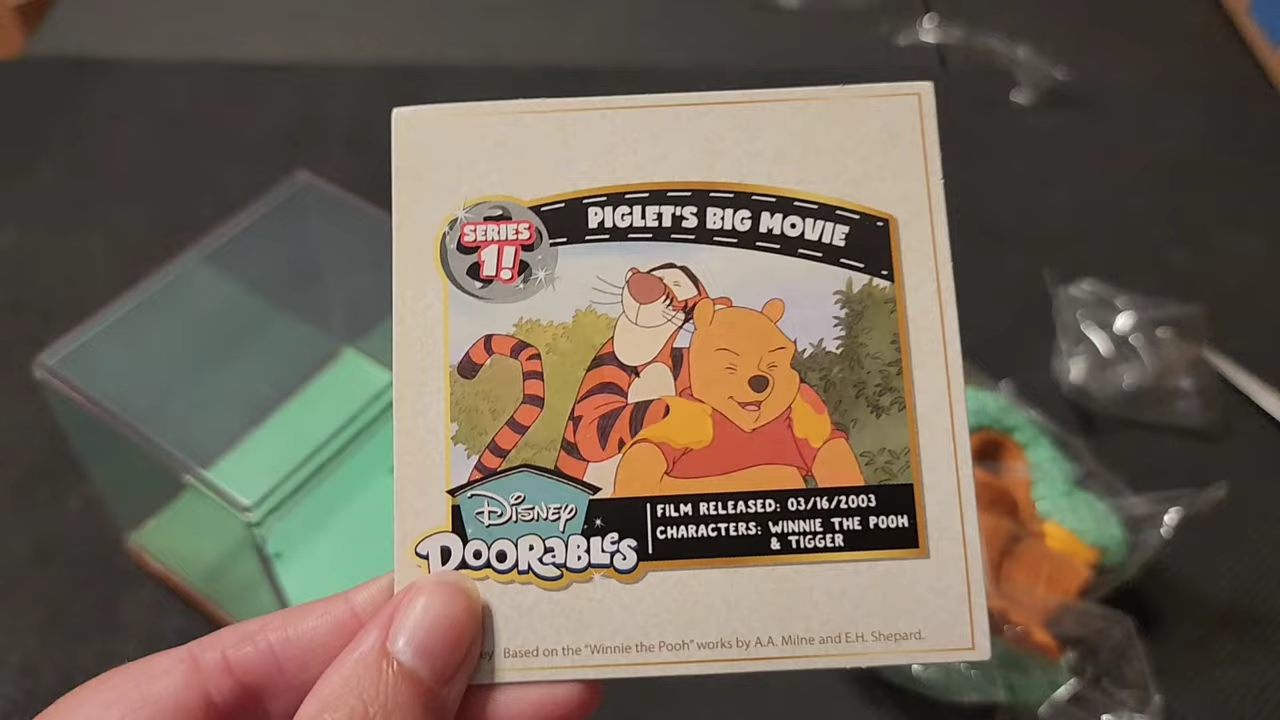 SERIES
1!
PIGLET'S BIG MOVIE
Disney
DOORABLES
FILM RELEASED: 03/16/2003
CHARACTERS: WINNIE THE POOH
& TIGGER
Based on the "Winnie the Pooh" works by A.A. Milne and E.H. Shepard.